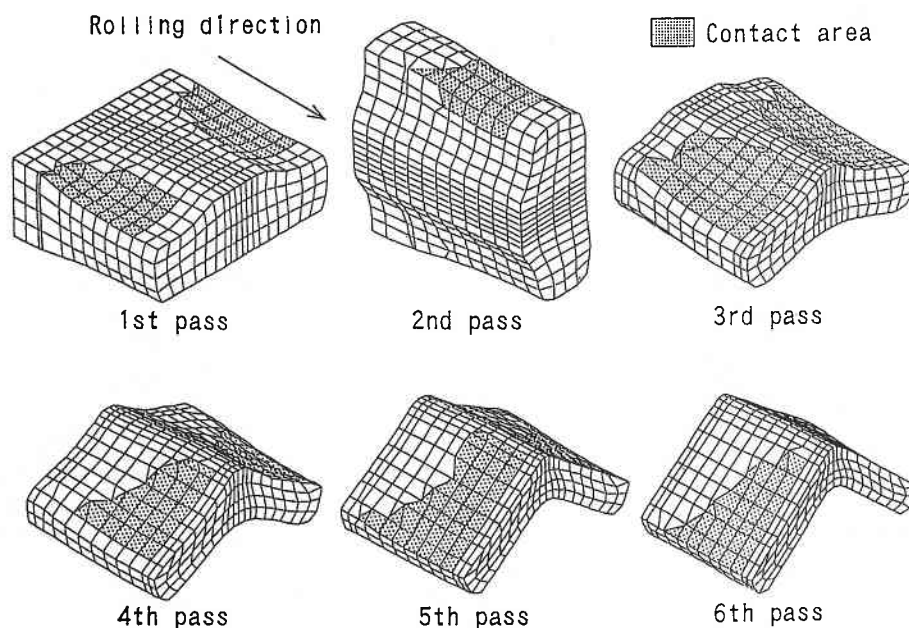 Rolling direction
Contact area
1st pass
2nd pass
3rd pass
4th pass
5th pass
6th pass